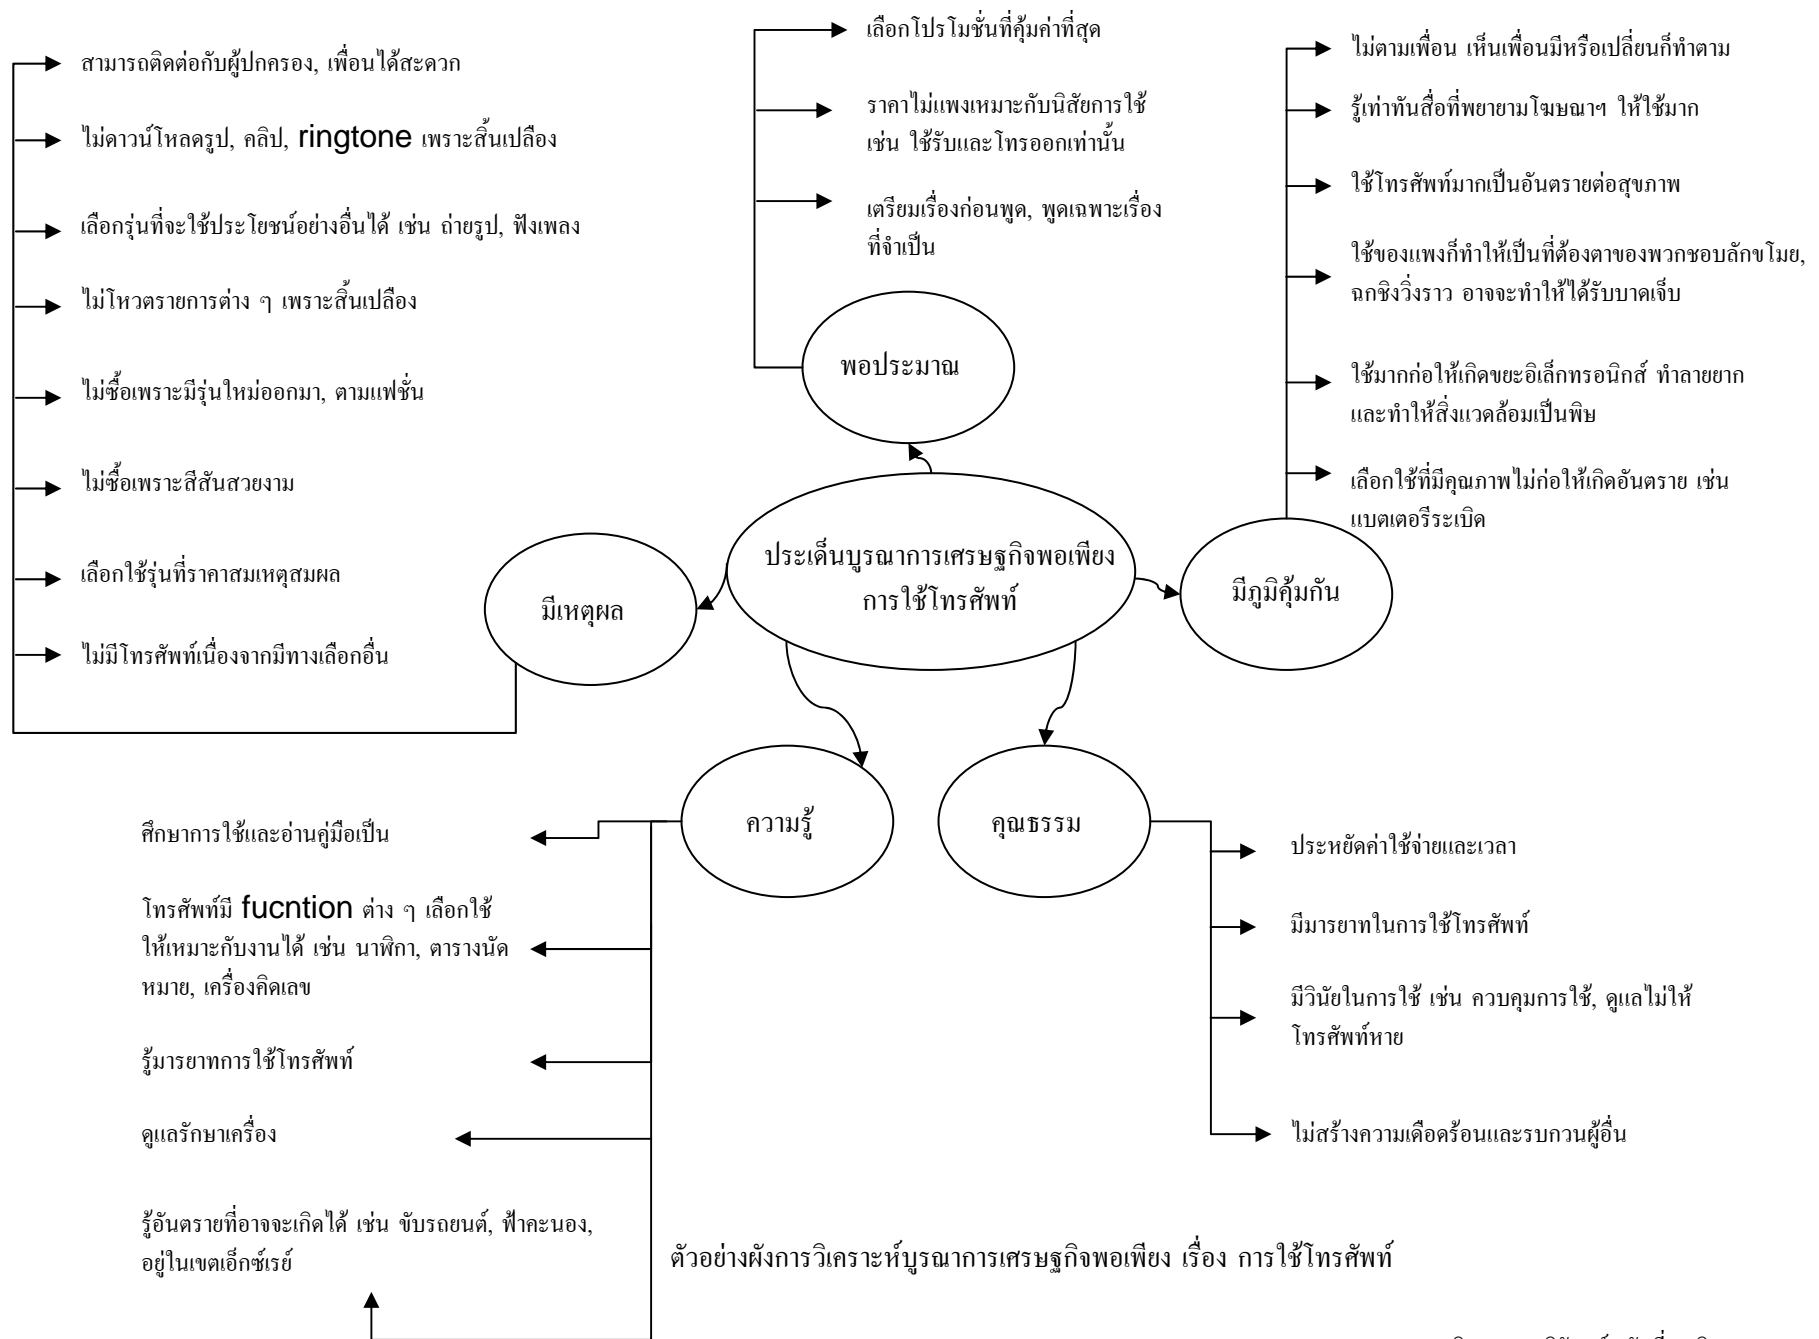 เลือกโปรโมชั่นที่คุ้มค่าที่สุด
ราคาไม่แพงเหมาะกับนิสัยการใช้
เช่น ใช้รับและโทรออกเท่านั้น
เตรียมเรื่องก่อนพูด, พูดเฉพาะเรื่อง
ที่จำเป็น
พอประมาณ
สามารถติดต่อกับผู้ปกครอง, เพื่อนได้สะดวก
ไม่ดาวน์โหลดรูป, คลิป, ringtone เพราะสิ้นเปลือง
เลือกรุ่นที่จะใช้ประโยชน์อย่างอื่นได้ เช่น ถ่ายรูป, ฟังเพลง
ไม่โหวตรายการต่าง ๆ เพราะสิ้นเปลือง
ไม่ซื้อเพราะมีรุ่นใหม่ออกมา, ตามแฟชั่น
ไม่ซื้อเพราะสีสันสวยงาม
เลือกใช้รุ่นที่ราคาสมเหตุสมผล
ไม่มีโทรศัพท์เนื่องจากมีทางเลือกอื่น
มีเหตุผล
ประเด็นบูรณาการเศรษฐกิจพอเพียง
การใช้โทรศัพท์
ไม่ตามเพื่อน เห็นเพื่อนมีหรือเปลี่ยนก็ทำตาม
รู้เท่าทันสื่อที่พยายามโฆษณาฯ ให้ใช้มาก
ใช้โทรศัพท์มากเป็นอันตรายต่อสุขภาพ
ใช้ของแพงก็ทำให้เป็นที่ต้องตาของพวกชอบลักขโมย,
ฉกชิงวิ่งราว อาจจะทำให้ได้รับบาดเจ็บ
ใช้มากก่อให้เกิดขยะอิเล็กทรอนิกส์ ทำลายยาก
และทำให้สิ่งแวดล้อมเป็นพิษ
เลือกใช้ที่มีคุณภาพไม่ก่อให้เกิดอันตราย เช่น
แบตเตอรีระเบิด
มีภูมิคุ้มกัน
ความรู้
คุณธรรม
ศึกษาการใช้และอ่านคู่มือเป็น
โทรศัพท์มี fucntion ต่าง ๆ เลือกใช้
ให้เหมาะกับงานได้ เช่น นาฬิกา, ตารางนัด
หมาย, เครื่องคิดเลข
รู้มารยาทการใช้โทรศัพท์
ดูแลรักษาเครื่อง
รู้อันตรายที่อาจจะเกิดได้ เช่น ขับรถยนต์, ฟ้าคะนอง,
อยู่ในเขตเอ็กซ์เรย์
ประหยัดค่าใช้จ่ายและเวลา
มีมารยาทในการใช้โทรศัพท์
มีวินัยในการใช้ เช่น ควบคุมการใช้, ดูแลไม่ให้
โทรศัพท์หาย
ไม่สร้างความเดือดร้อนและรบกวนผู้อื่น
ตัวอย่างผังการวิเคราะห์บูรณาการเศรษฐกิจพอเพียง เรื่อง การใช้โทรศัพท์